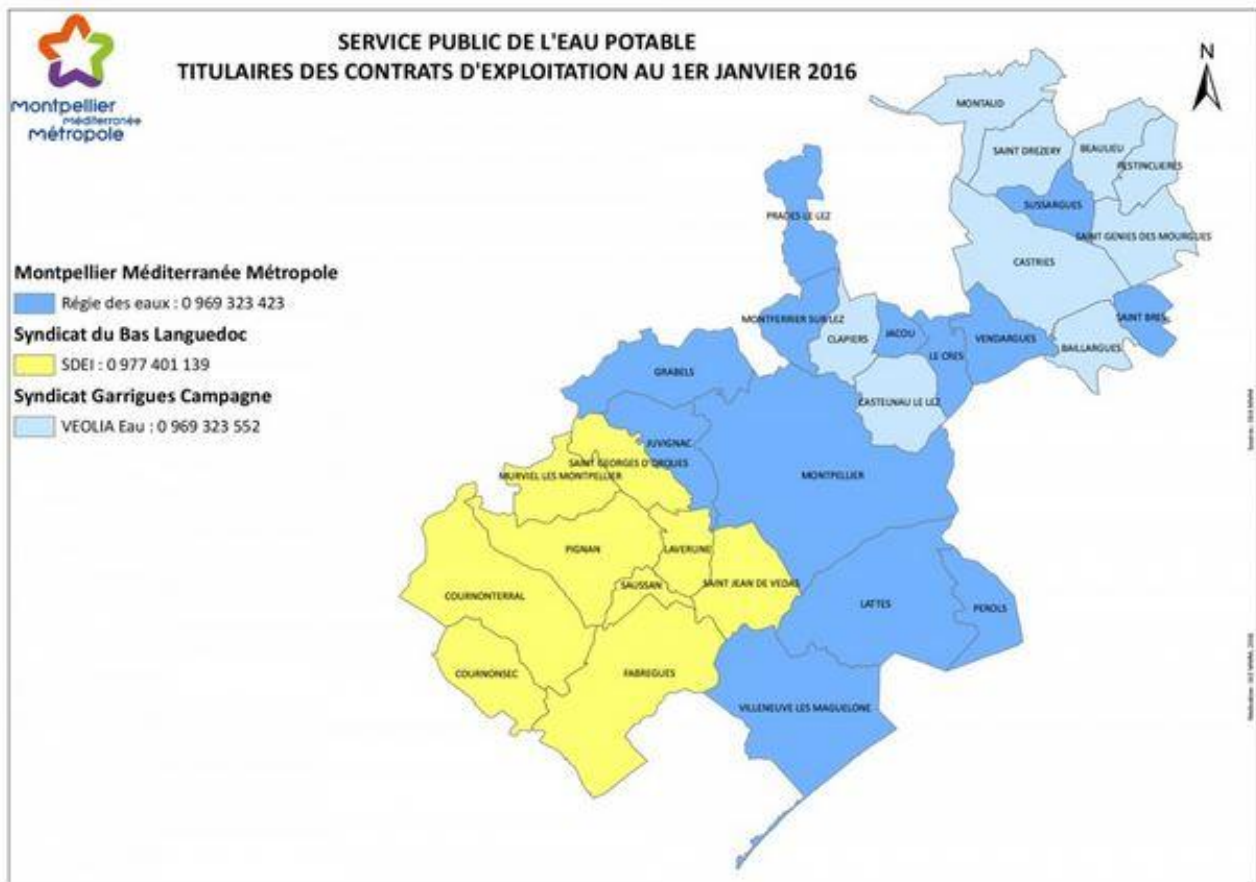 SERVICE PUBLIC DE L'EAU POTABLE
TITULAIRES DES CONTRATS D'EXPLOITATION AU 1ER JANVIER 2016
montpellier
méditerranée
métropole
N
Montpellier Méditerranée Métropole
Régie des eaux : 0 969 323 423
Syndicat du Bas Languedoc
SDEI : 0 977 401 139
Syndicat Garrigues Campagne
VEOLIA Eau : 0 969 323 552
MONTAUD
SAINT DREZERY
BEAULIEU
RESTINCLIERES
SUSSARGUES
PRADES LE LEZ
SAINT GENIES DES MOURGUES
CASTRIES
MONTFERRIER SUR LEZ
SAINT BRES
CLAPIERS
JACOU
VENDARGUES
LE CRES
BAILLARGUES
GRABELS
CASTELNAU LE LEZ
JUVIGNAC
SAINT GEORGES D'ORQUES
MURVIEL LES MONTPELLIER
MONTPELLIER
PIGNAN
LAVERUNE
SAUSSAN
SAINT JEAN DE VEDAS
COURNONTERRAL
LATTES
PEROLS
COURNONSEC
FABREGUES
VILLENEUVE LES MAGUELONE